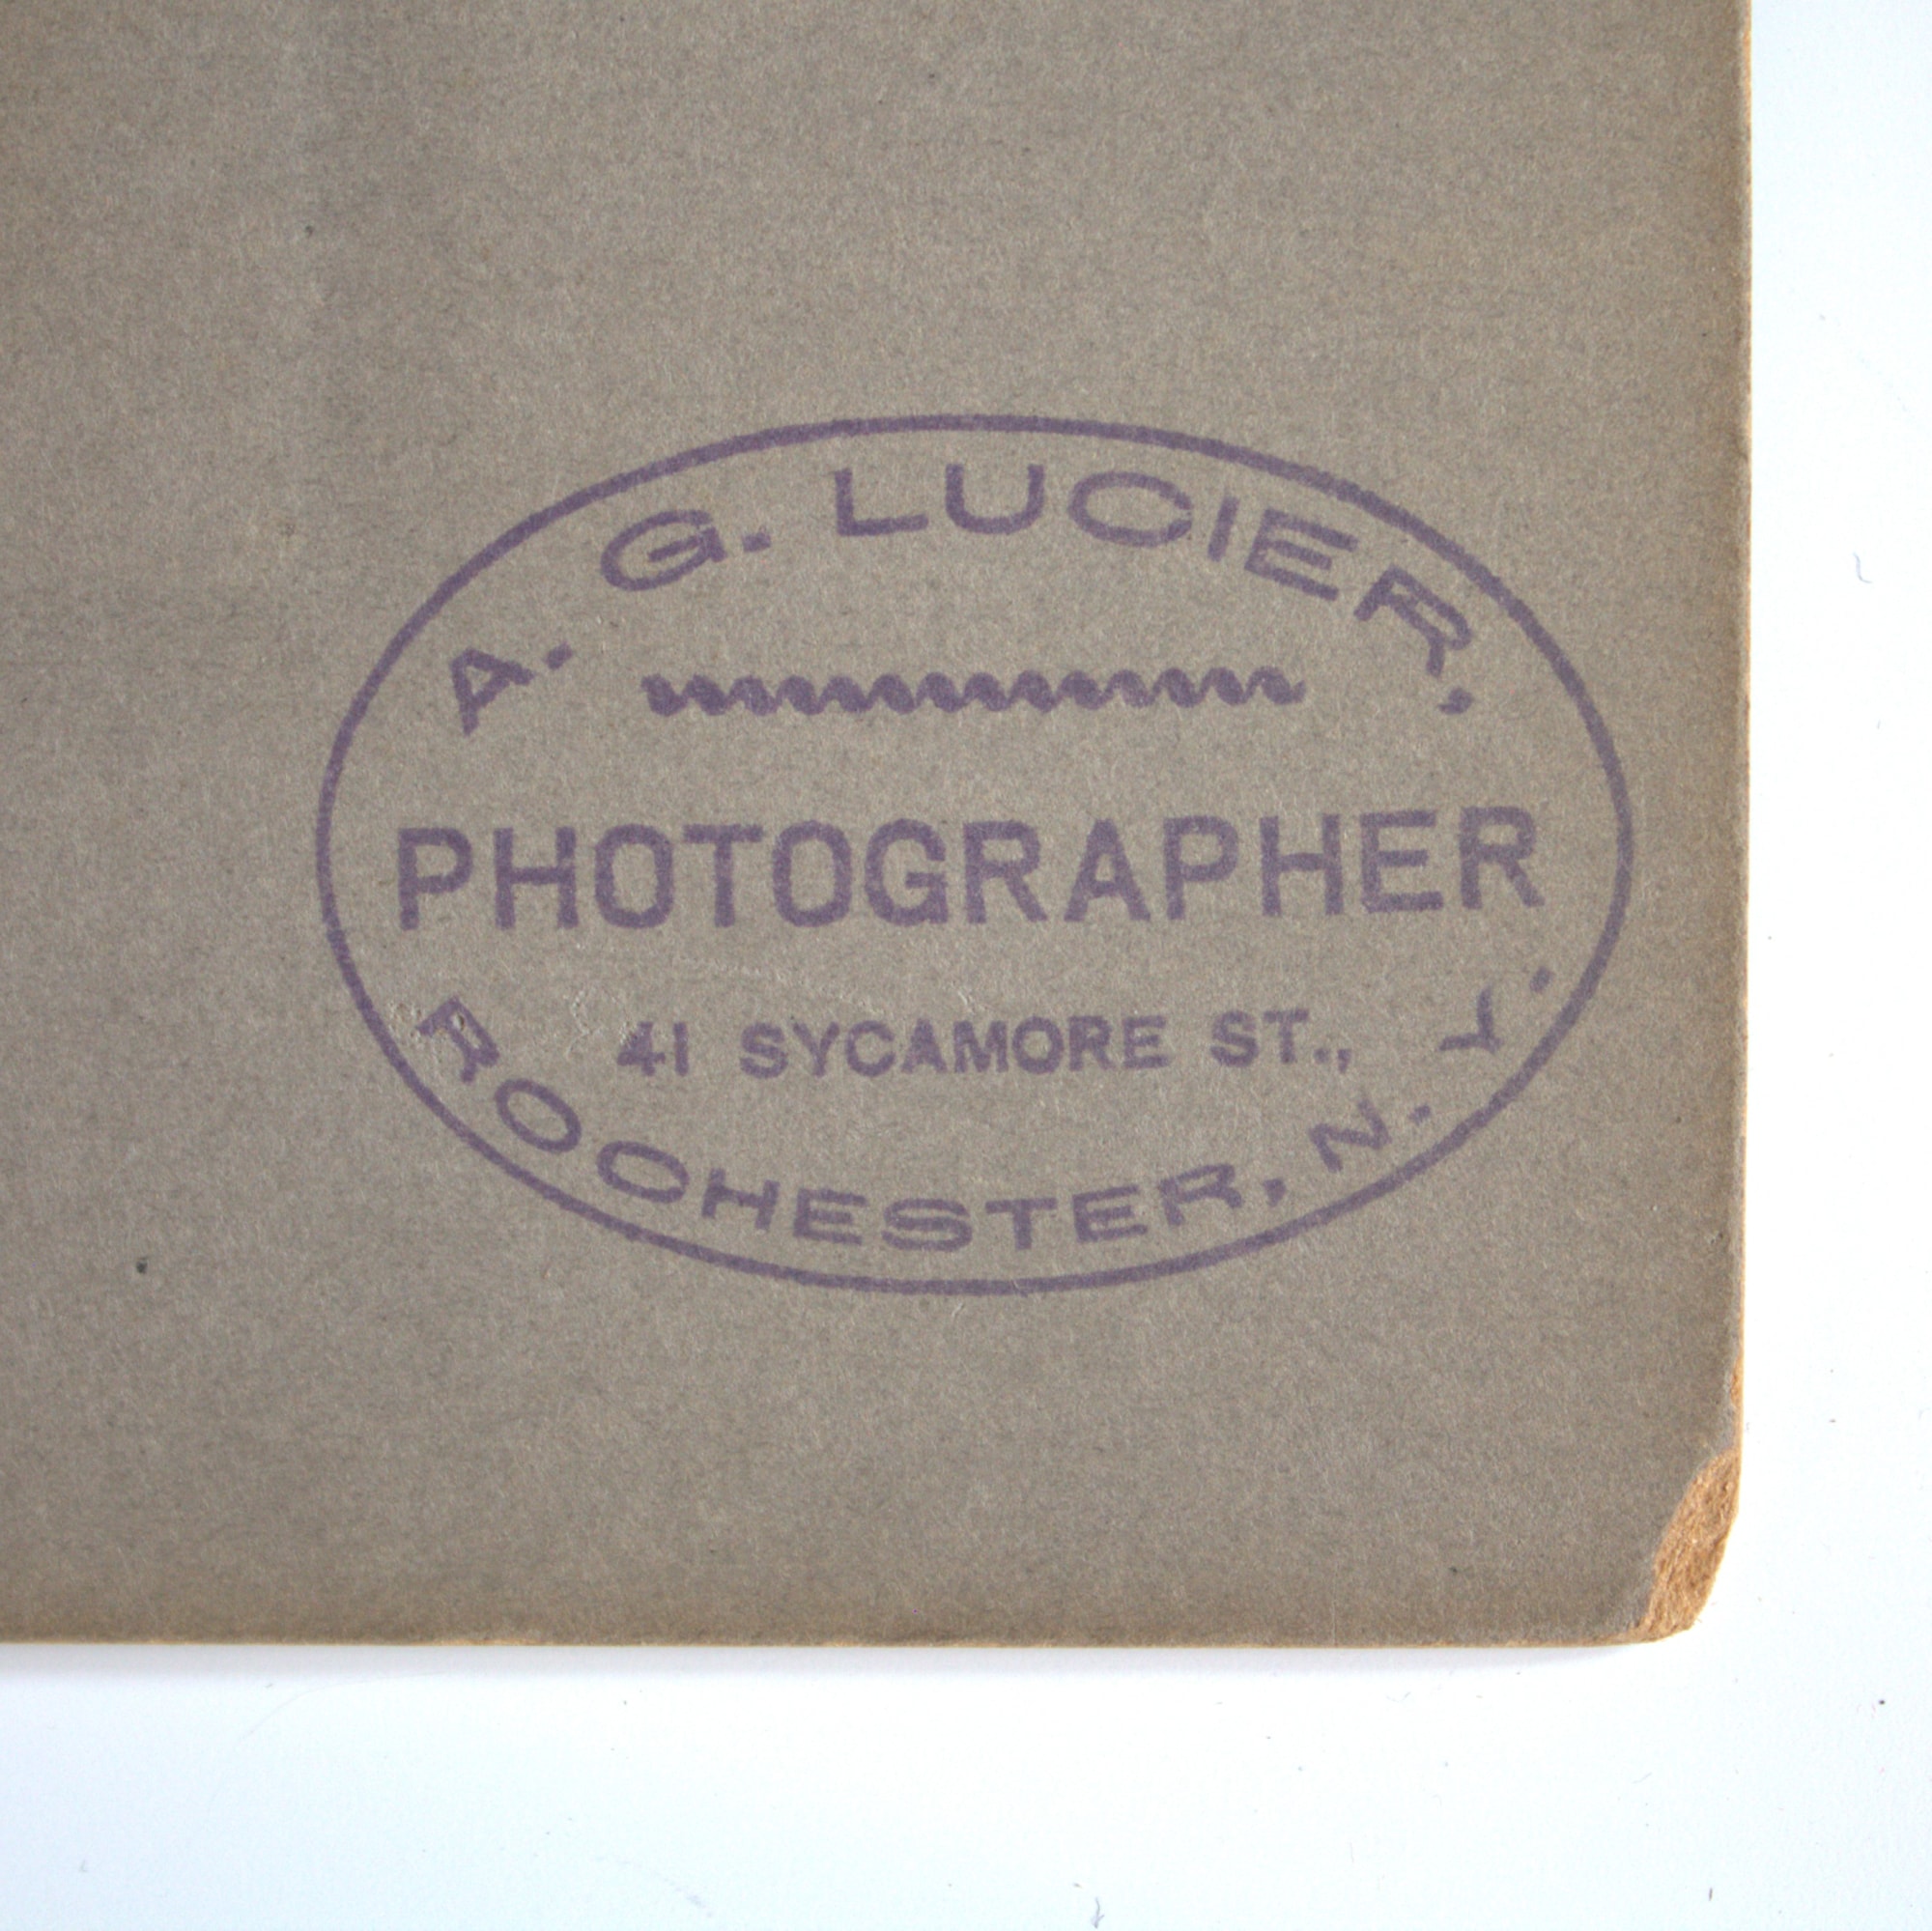 A. G. LUCIER,
PHOTOGRAPHER
41 SYCAMORE ST.,
ROCHESTER, N. Y.